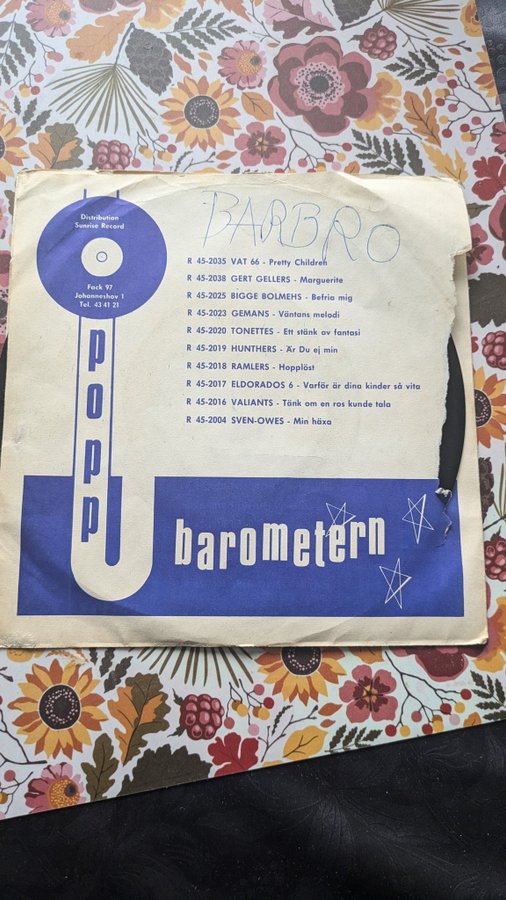 BARBRO
Distribution
Sunrise Record
Fack 97
Johanneshov 1
Tel. 43 41 21
R 45-2035 VAT 66 - Pretty Children
R 45-2038 GERT GELLERS - Marguerite
R 45-2025 BIGGE BOLMEHS - Befria mig
R 45-2023 GEMANS - Väntans melodi
R 45-2020 TONETTES - Ett stänk av fantasi
R 45-2019 HUNTHERS - Är Du ej min
R 45-2018 RAMLERS - Hopplöst
R 45-2017 ELDORADOS 6 - Varför är dina kinder så vita
R 45-2016 VALIANTS - Tänk om en ros kunde tala
R 45-2004 SVEN-OWES - Min häxa
popp
barometern